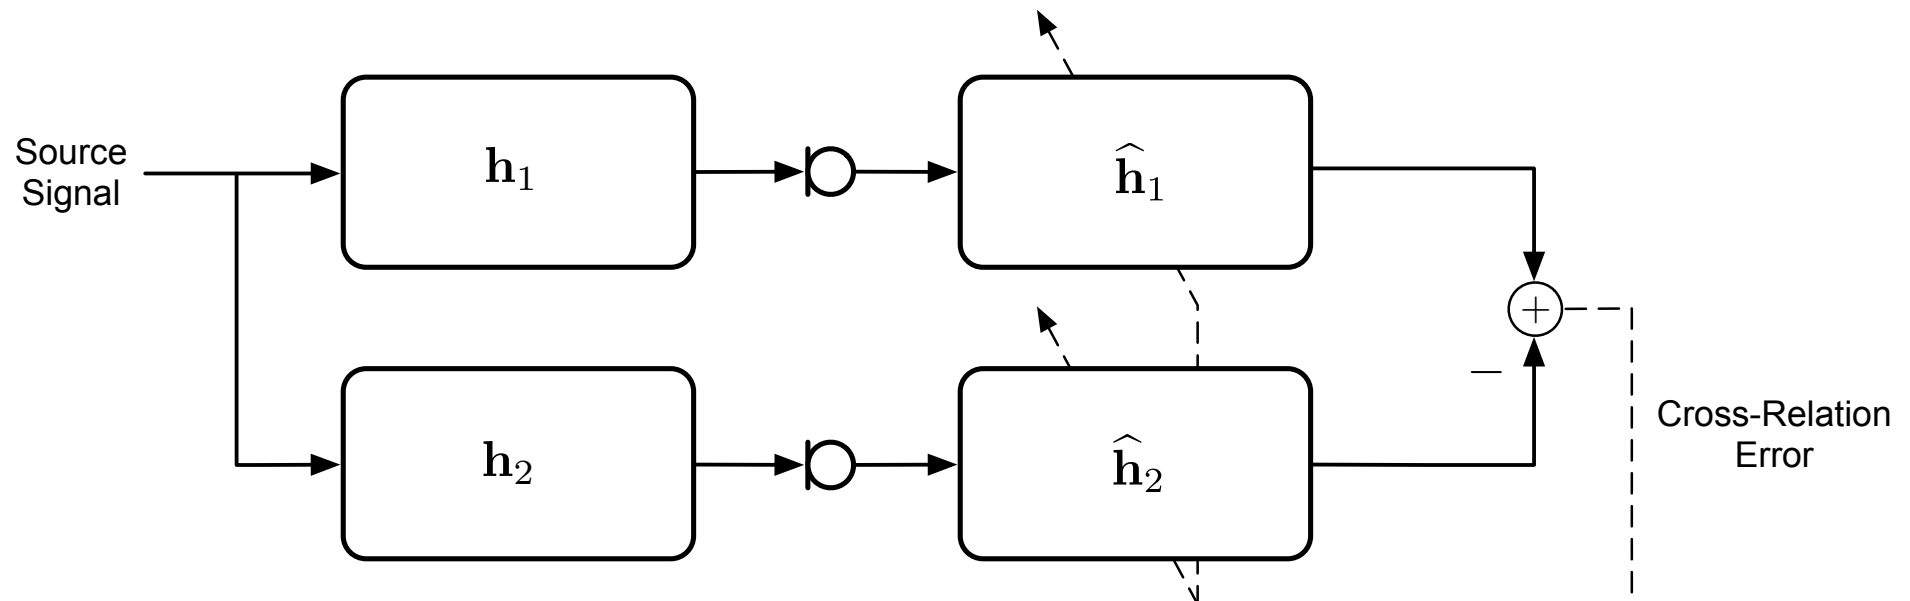 Source
Signal
h₁
ĥ₁
+
−
h₂
ĥ₂
Cross-Relation
Error